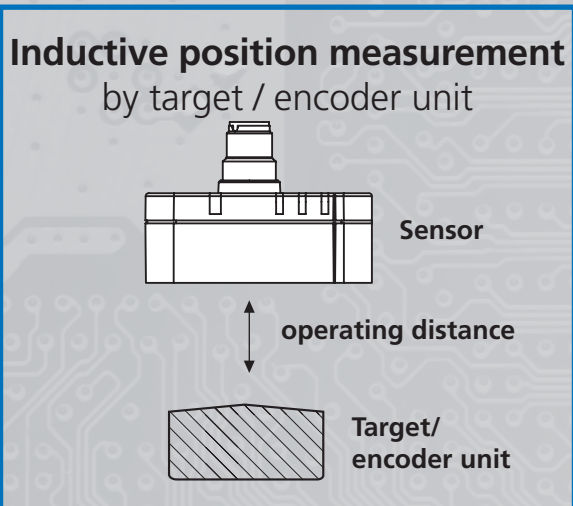 Inductive position measurement
by target / encoder unit
Sensor
operating distance
Target/
encoder unit